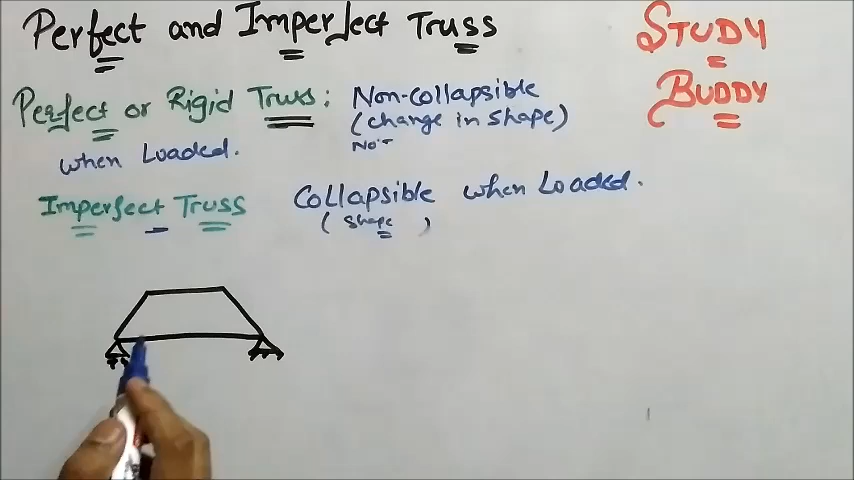 Perfect and Imperfect Truss
STUDY
BUDDY
Perfect or Rigid Truss: Non-collapsible
(change in shape)
Not
when Loaded.
Imperfect Truss Collapsible when Loaded.
(shape)